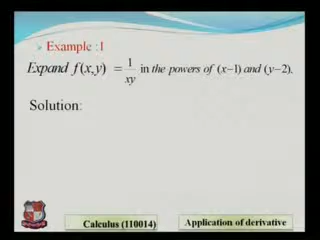 Example :1
Expand f(x,y) = 1/xy in the powers of (x−1) and (y−2).
Solution:
Calculus (110014)
Application of derivative